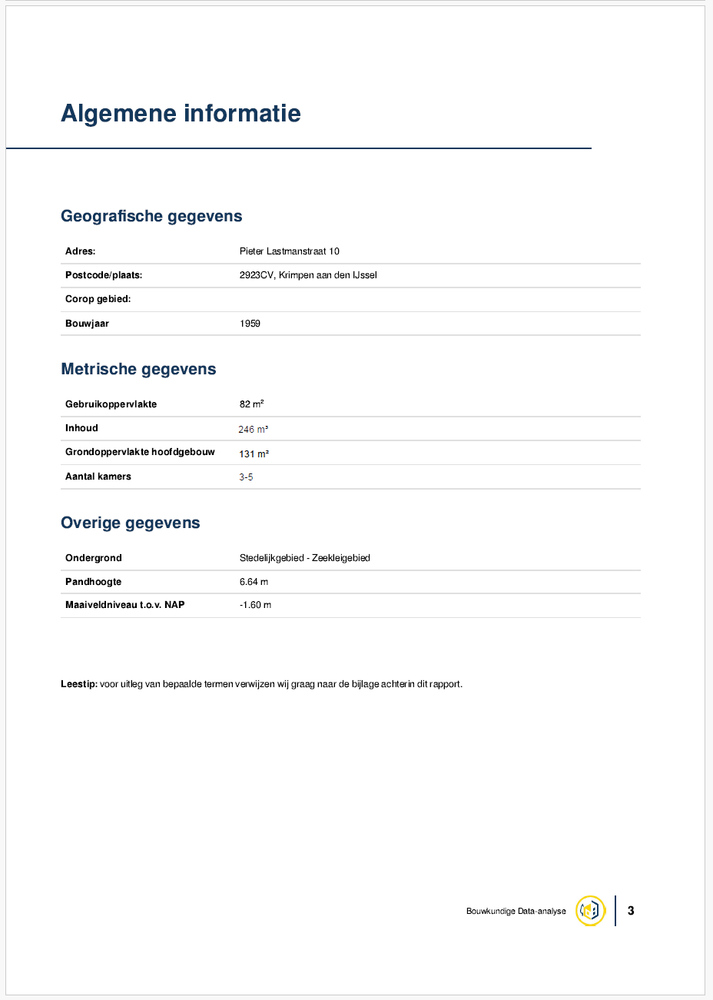 Algemene informatie
Geografische gegevens
Adres: Pieter Lastmanstraat 10
Postcode/plaats: 2923CV, Krimpen aan den IJssel
Corop gebied:
Bouwjaar 1959
Metrische gegevens
Gebruikoppervlakte 82 m²
Inhoud 246 m³
Grondoppervlakte hoofdgebouw 131 m²
Aantal kamers 3-5
Overige gegevens
Ondergrond Stedelijkgebied - Zeekleigebied
Pandhoogte 6.64 m
Maaiveldniveau t.o.v. NAP -1.60 m
Leestip: voor uitleg van bepaalde termen verwijzen wij graag naar de bijlage achterin dit rapport.
Bouwkundige Data-analyse 3